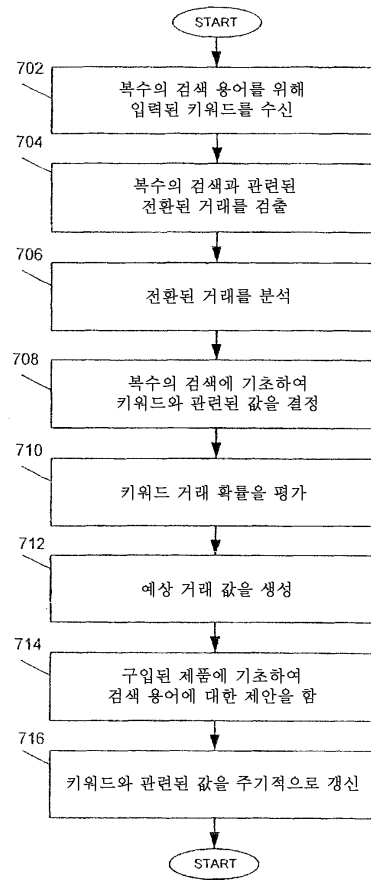 START
702
복수의 검색 용어를 위해
입력된 키워드를 수신
704
복수의 검색과 관련된
전환된 거래를 검출
706
전환된 거래를 분석
708
복수의 검색에 기초하여
키워드와 관련된 값을 결정
710
키워드 거래 확률을 평가
712
예상 거래 값을 생성
714
구입된 제품에 기초하여
검색 용어에 대한 제안을 함
716
키워드와 관련된 값을 주기적으로 갱신
START